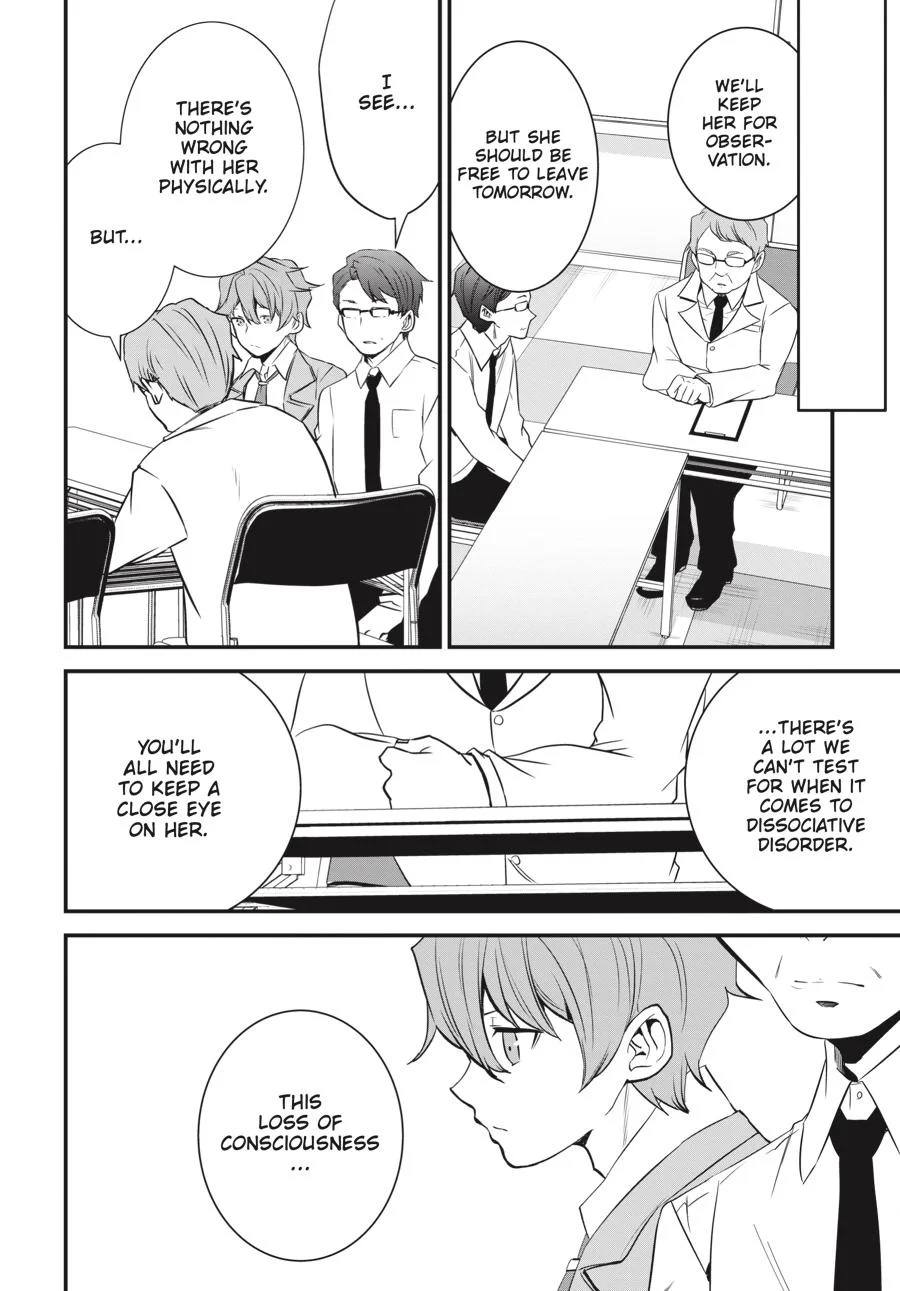 WE'LL
KEEP
HER FOR
OBSER-
VATION.
BUT SHE
SHOULD BE
FREE TO LEAVE
TOMORROW.
I
SEE...
THERE'S
NOTHING
WRONG
WITH HER
PHYSICALLY.
BUT...
...THERE'S
A LOT WE
CAN'T TEST
FOR WHEN IT
COMES TO
DISSOCIATIVE
DISORDER.
YOU'LL
ALL NEED
TO KEEP A
CLOSE EYE
ON HER.
THIS
LOSS OF
CONSCIOUSNESS
...